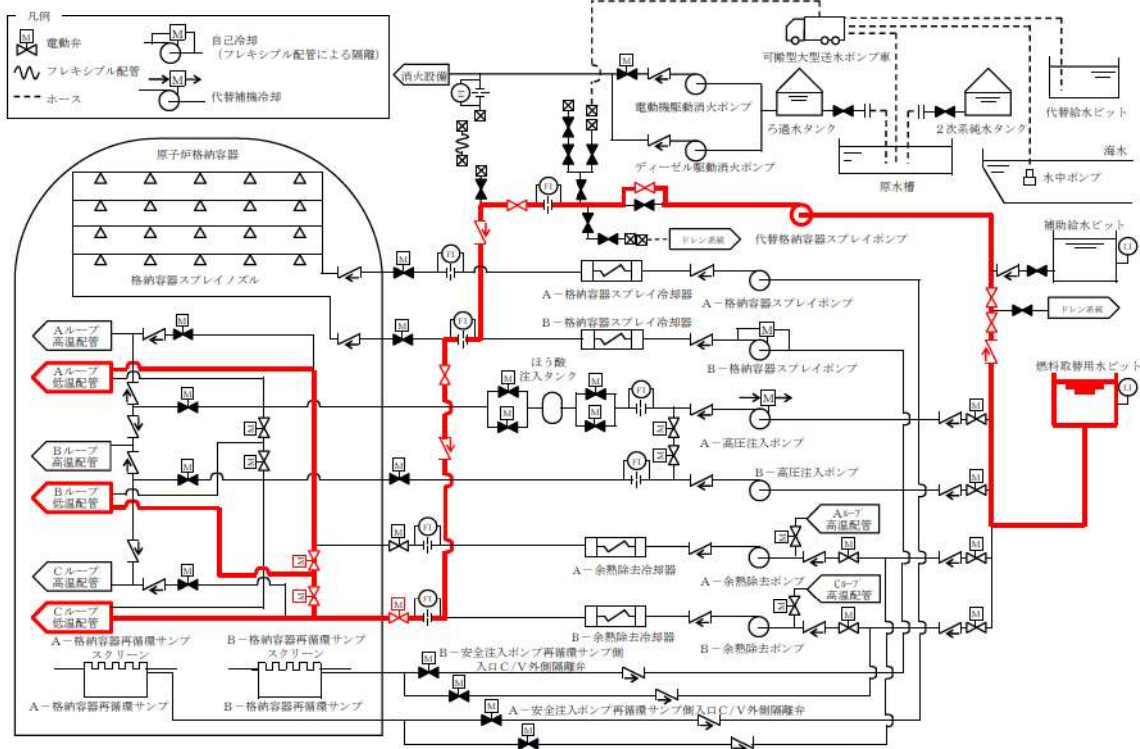 凡例
M
電動弁
フレキシブル配管
ホース
M
自己冷却
(フレキシブル配管による隔離)
M
代替補機冷却
消火設備
M
電動機駆動消火ポンプ
ディーゼル駆動消火ポンプ
可搬型大型送水ポンプ車
ろ過水タンク
2次系純水タンク
代替給水ピット
原水槽
海水
水中ポンプ
原子炉格納容器
格納容器スプレイノズル
FI
代替格納容器スプレイポンプ
ドレン系統
補助給水ピット
LI
ドレン系統
M
FI
A-格納容器スプレイ冷却器
A-格納容器スプレイポンプ
M
FI
B-格納容器スプレイ冷却器
M
B-格納容器スプレイポンプ
燃料取替用水ピット
LI
Aループ
高温配管
M
Aループ
低温配管
M
ほう酸
注入タンク
M
M
M
M
FI
M
M
A-高圧注入ポンプ
M
Bループ
高温配管
M
M
M
M
M
FI
B-高圧注入ポンプ
M
Bループ
低温配管
Aループ
高温配管
M
FI
A-余熱除去冷却器
A-余熱除去ポンプ
M
M
M
Cループ
高温配管
M
M
M
Cループ
高温配管
Cループ
低温配管
M
FI
B-余熱除去冷却器
B-余熱除去ポンプ
M
M
M
A-格納容器再循環サンプ
スクリーン
B-格納容器再循環サンプ
スクリーン
B-安全注入ポンプ再循環サンプ側
入口C/V外側隔離弁
M
M
A-格納容器再循環サンプ
B-格納容器再循環サンプ
A-安全注入ポンプ再循環サンプ側入口C/V外側隔離弁
M
M